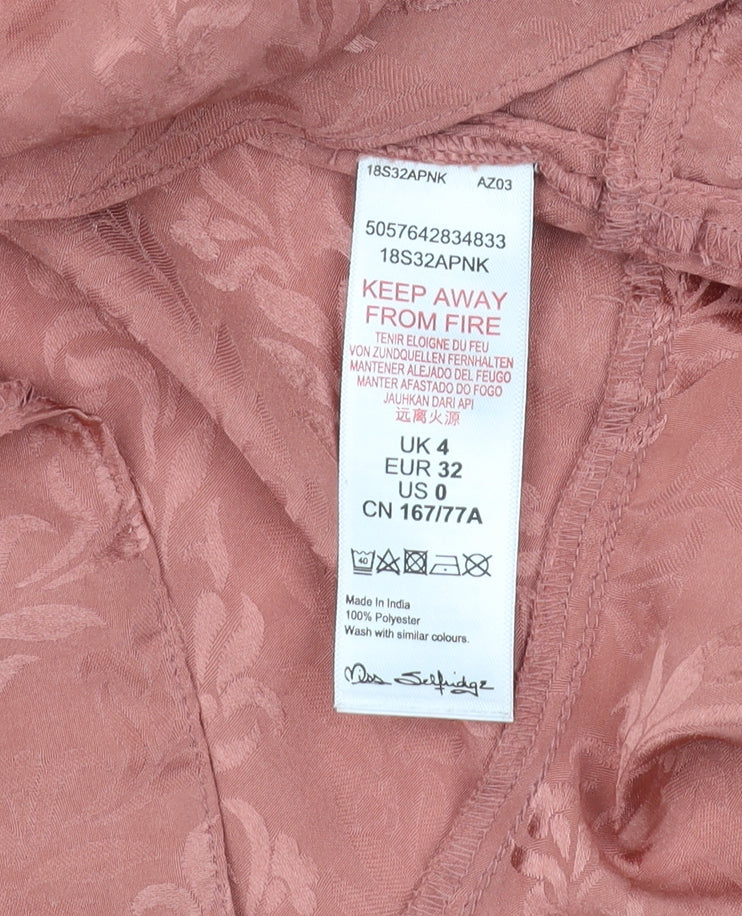 18S32APNK AZ03
5057642834833
18S32APNK
KEEP AWAY
FROM FIRE
TENIR ELOIGNE DU FEU
VON ZUNDQUELLEN FERNHALTEN
MANTENER ALEJADO DEL FEUGO
MANTER AFASTADO DO FOGO
JAUHKAN DARI API
远离火源
UK 4
EUR 32
US 0
CN 167/77A
40
Made In India
100% Polyester
Wash with similar colours.
Miss Selfridge